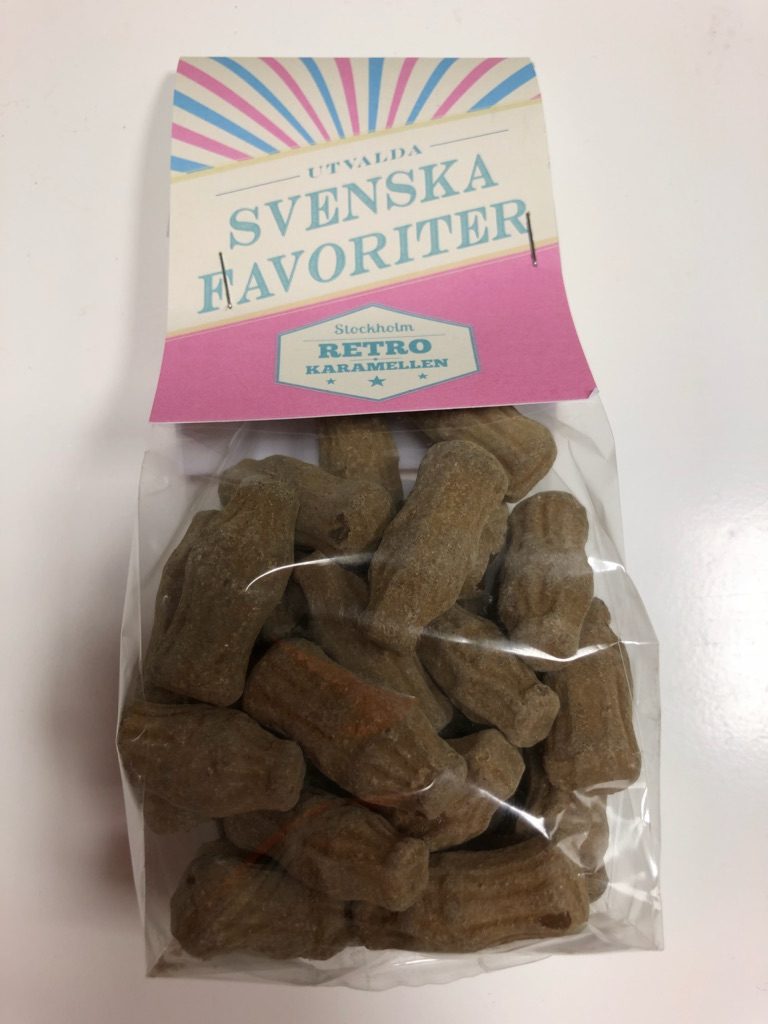 UTVALDA
SVENSKA
FAVORITER
Stockholm
RETRO
KARAMELLEN